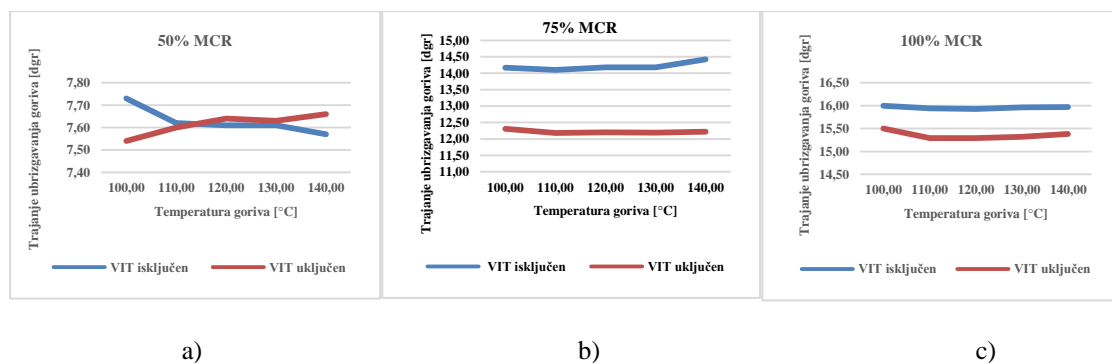 50% MCR
Trajanje ubrizgavanja goriva [dgr]
7,80
7,70
7,60
7,50
7,40
100,00 110,00 120,00 130,00 140,00
Temperatura goriva [°C]
VIT isključen VIT uključen
a)
75% MCR
Trajanje ubrizgavanja goriva [dgr]
15,00
14,50
14,00
13,50
13,00
12,50
12,00
11,50
11,00
100,00 110,00 120,00 130,00 140,00
Temperatura goriva [°C]
VIT isključen VIT uključen
b)
100% MCR
Trajanje ubrizgavanja goriva [dgr]
16,50
16,00
15,50
15,00
14,50
100,00 110,00 120,00 130,00 140,00
Temperatura goriva [°C]
VIT isključen VIT uključen
c)